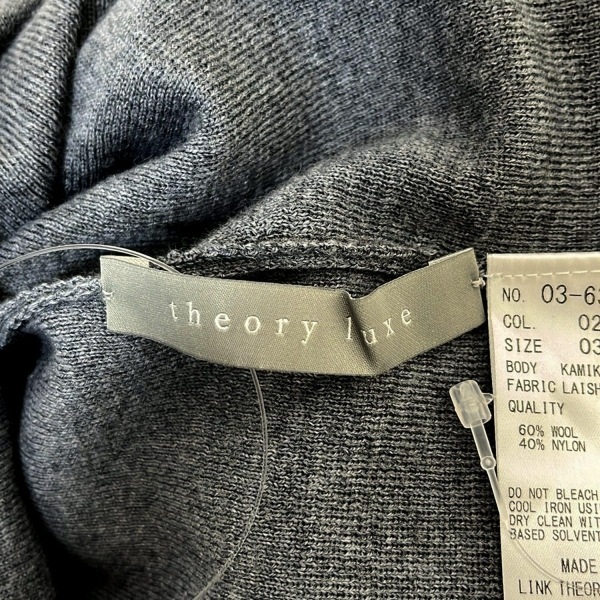 theory luxe
NO. 03-63
COL. 02
SIZE 03
BODY KAMIK
FABRIC LAISH
QUALITY
60% WOOL
40% NYLON
DO NOT BLEACH
COOL IRON USI
DRY CLEAN WIT
BASED SOLVENT
MADE
LINK THEOR